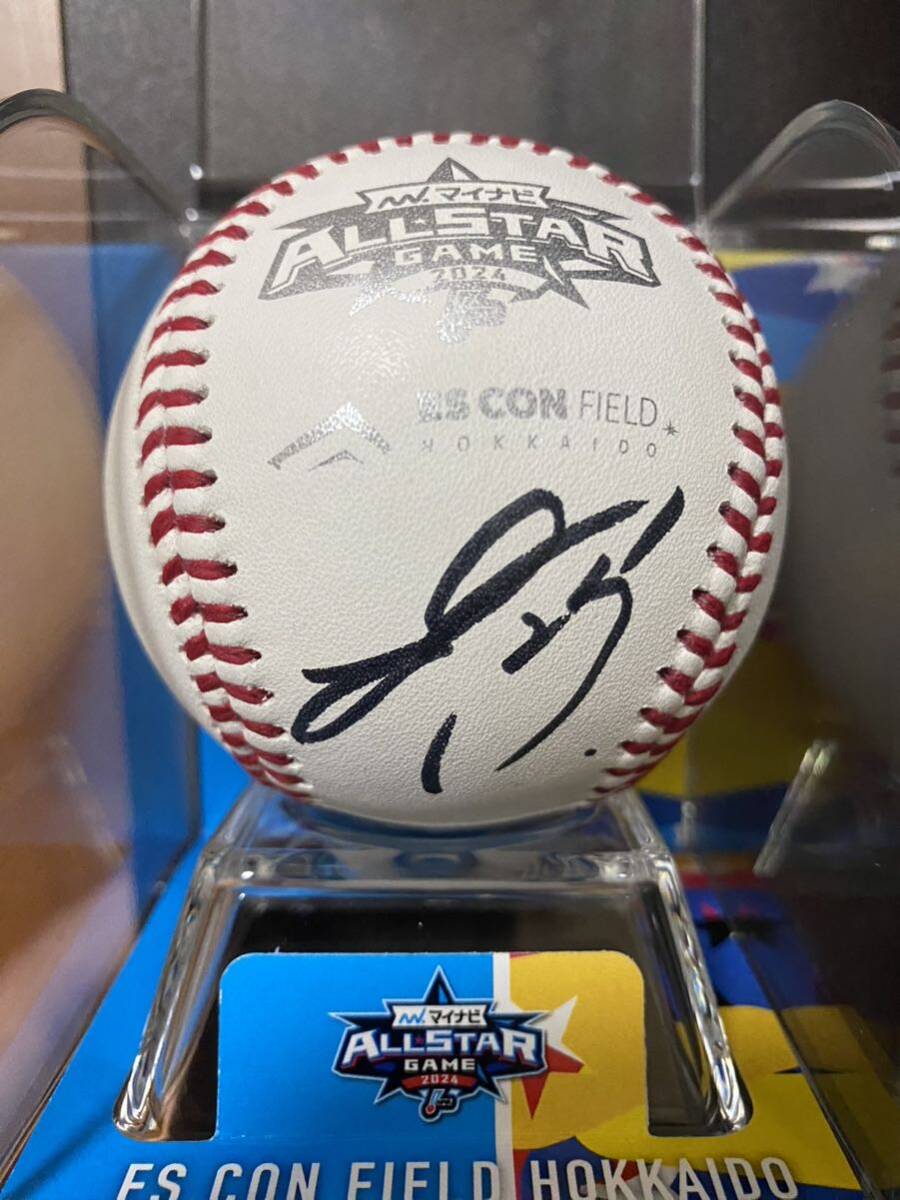 マイナビ
ALLSTAR
GAME
2024
ES CON FIELD
HOKKAIDO
マイナビ
ALLSTAR
GAME
2024
ES CON FIELD HOKKAIDO